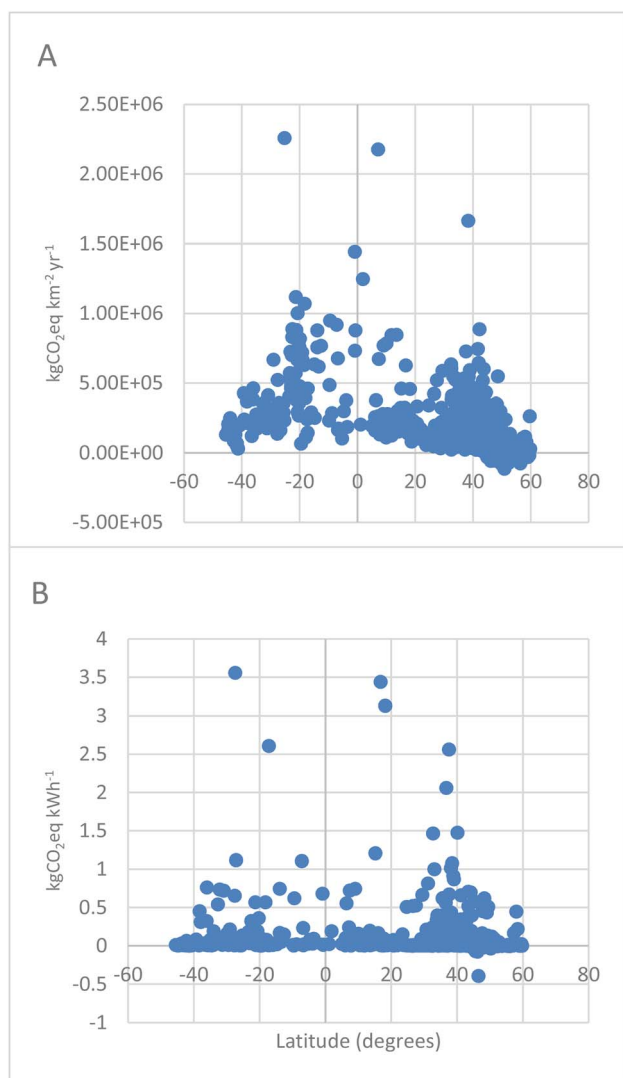 A
2.50E+06
2.00E+06
1.50E+06
1.00E+06
5.00E+05
0.00E+00
-5.00E+05
-60 -40 -20 0 20 40 60 80
kgCO₂eq km⁻² yr⁻¹
B
4
3.5
3
2.5
2
1.5
1
0.5
0
-0.5
-1
-60 -40 -20 0 20 40 60 80
kgCO₂eq kWh⁻¹
Latitude (degrees)